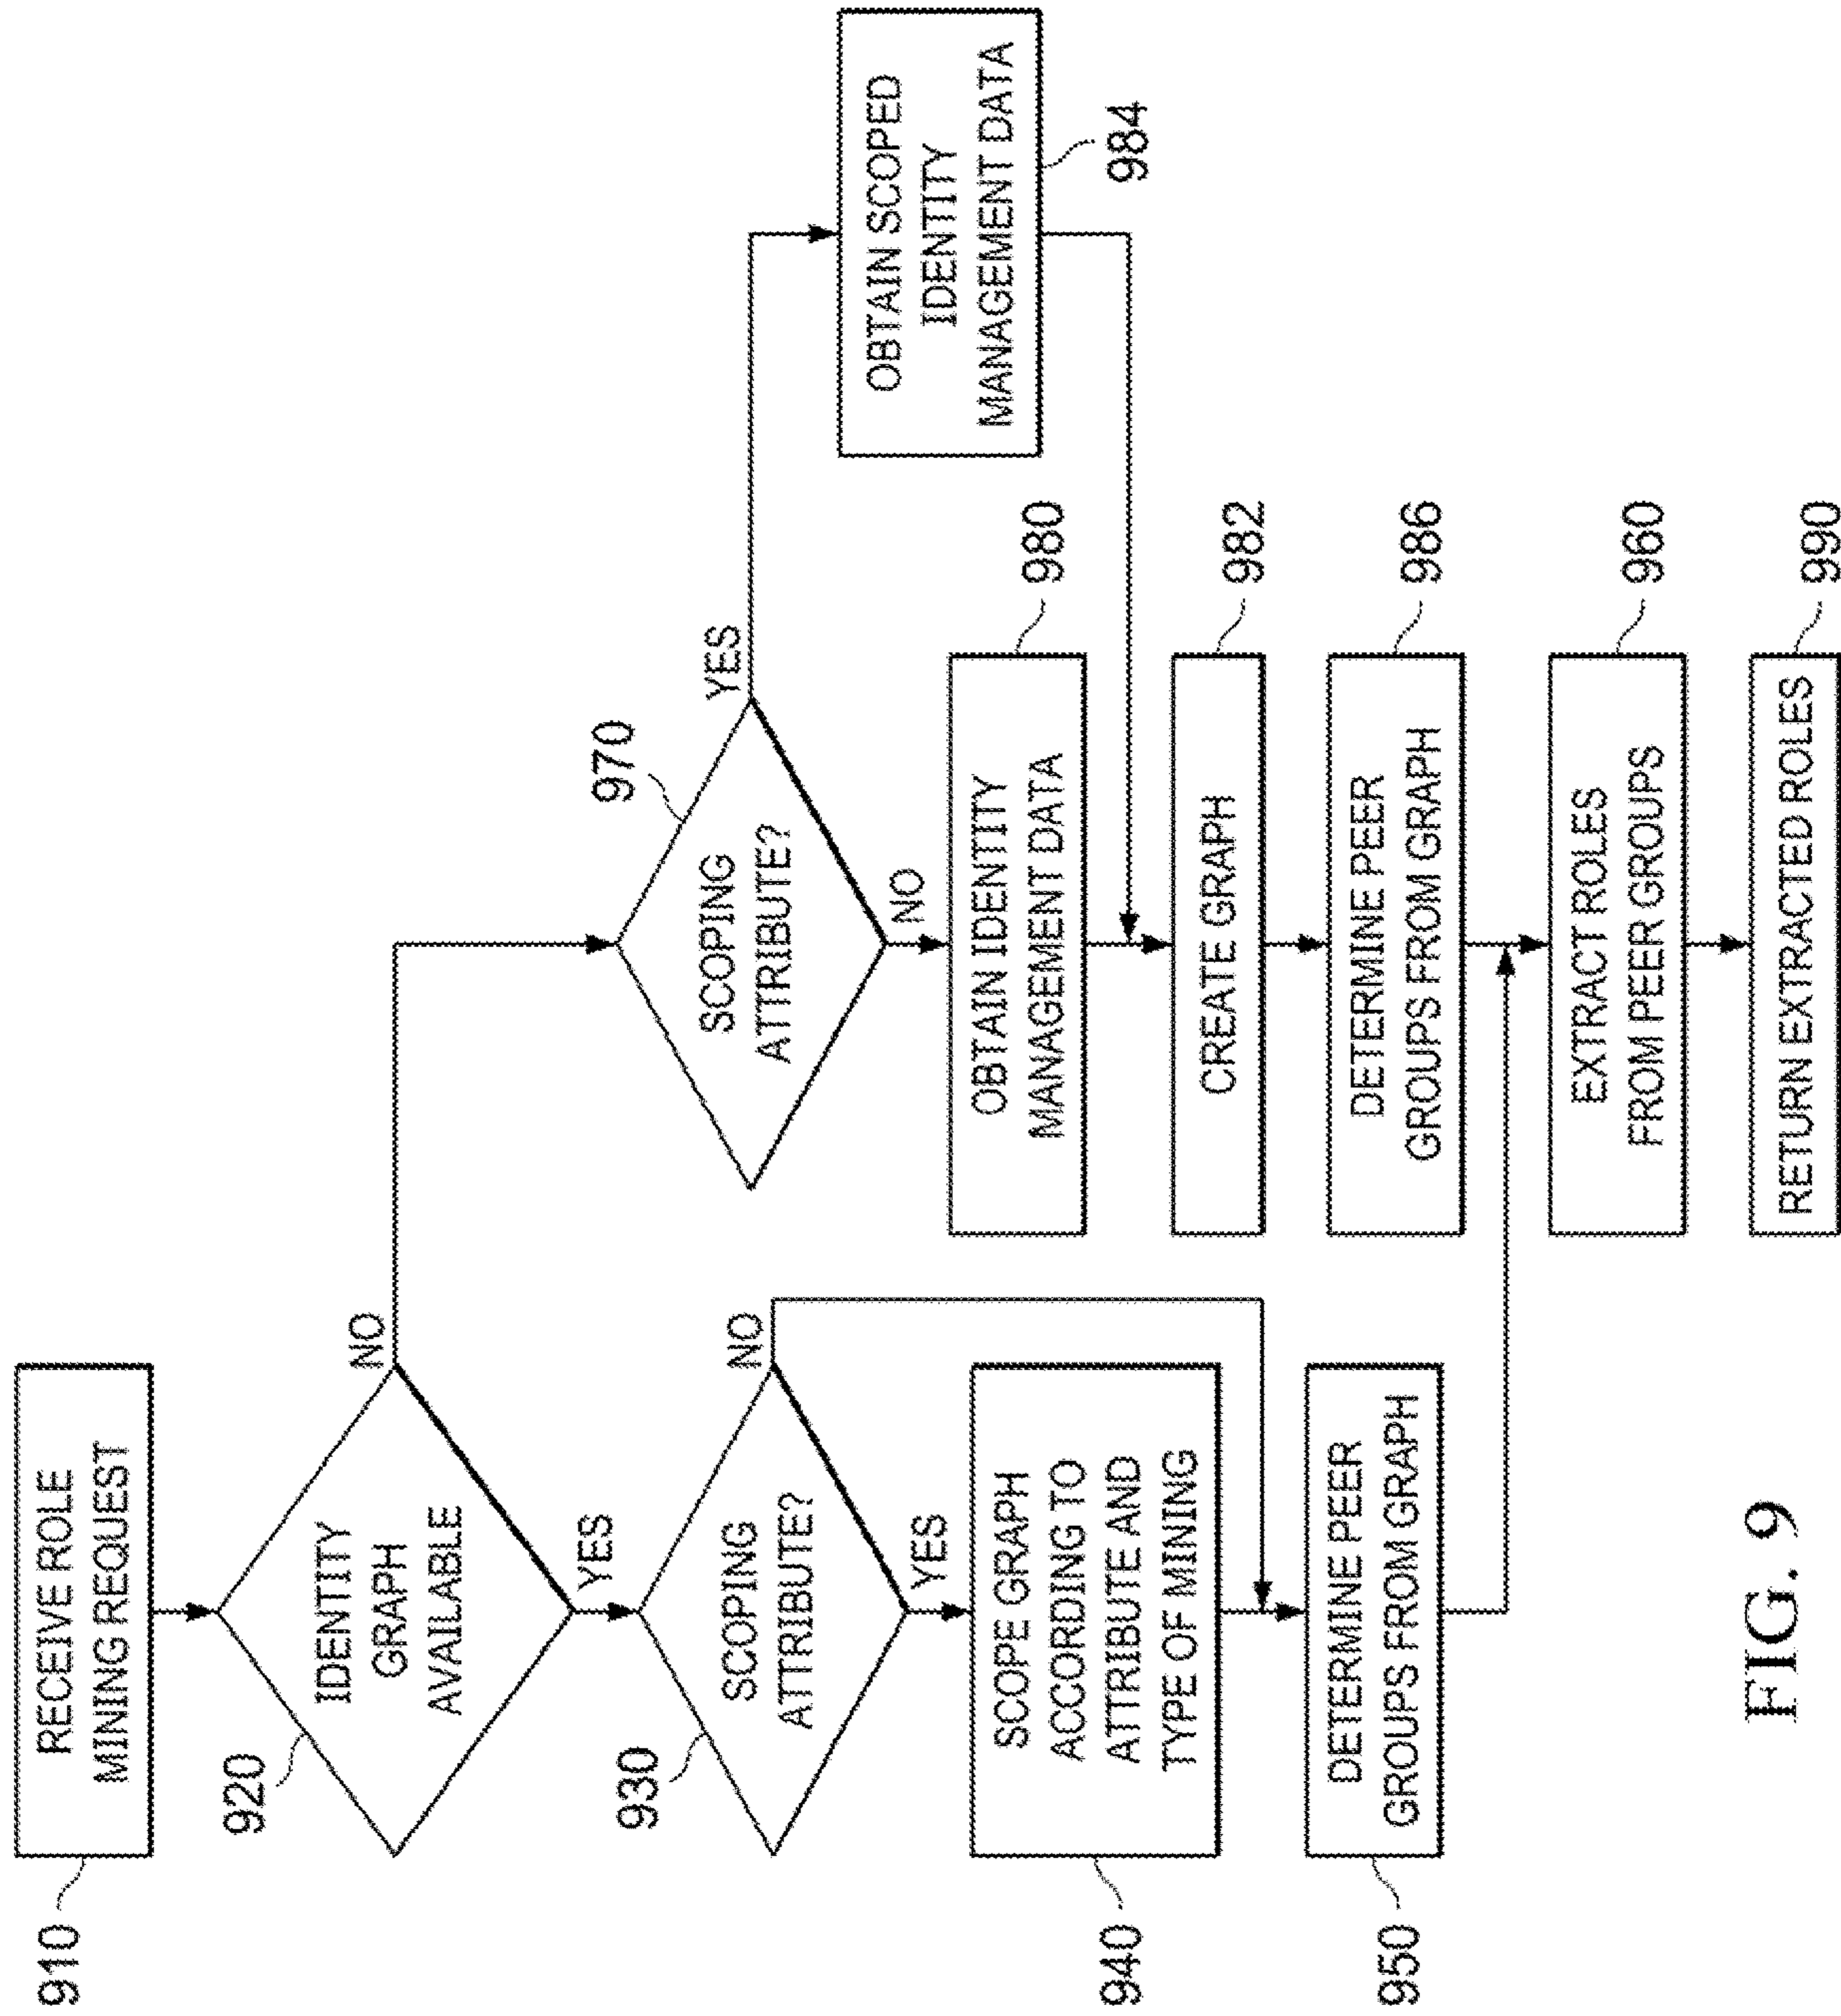 910
RECEIVE ROLE
MINING REQUEST
920
IDENTITY
GRAPH
AVAILABLE
NO
YES
930
SCOPING
ATTRIBUTE?
NO
YES
940
SCOPE GRAPH
ACCORDING TO
ATTRIBUTE AND
TYPE OF MINING
950
DETERMINE PEER
GROUPS FROM GRAPH
970
SCOPING
ATTRIBUTE?
YES
NO
OBTAIN SCOPED
IDENTITY
MANAGEMENT DATA
984
OBTAIN IDENTITY
MANAGEMENT DATA
980
CREATE GRAPH
982
DETERMINE PEER
GROUPS FROM GRAPH
986
EXTRACT ROLES
FROM PEER GROUPS
960
RETURN EXTRACTED ROLES
990
FIG. 9